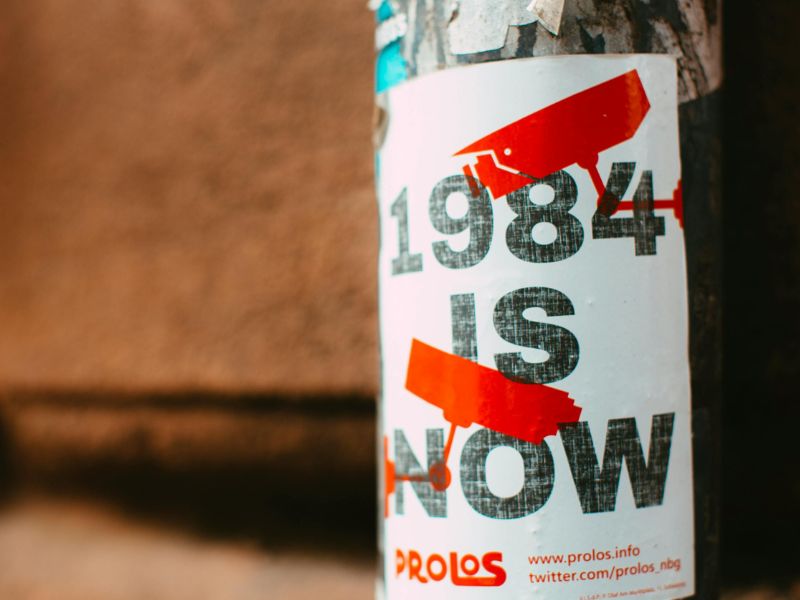 1984
IS
NOW
PROLOS
www.prolos.info
twitter.com/prolos_nbg